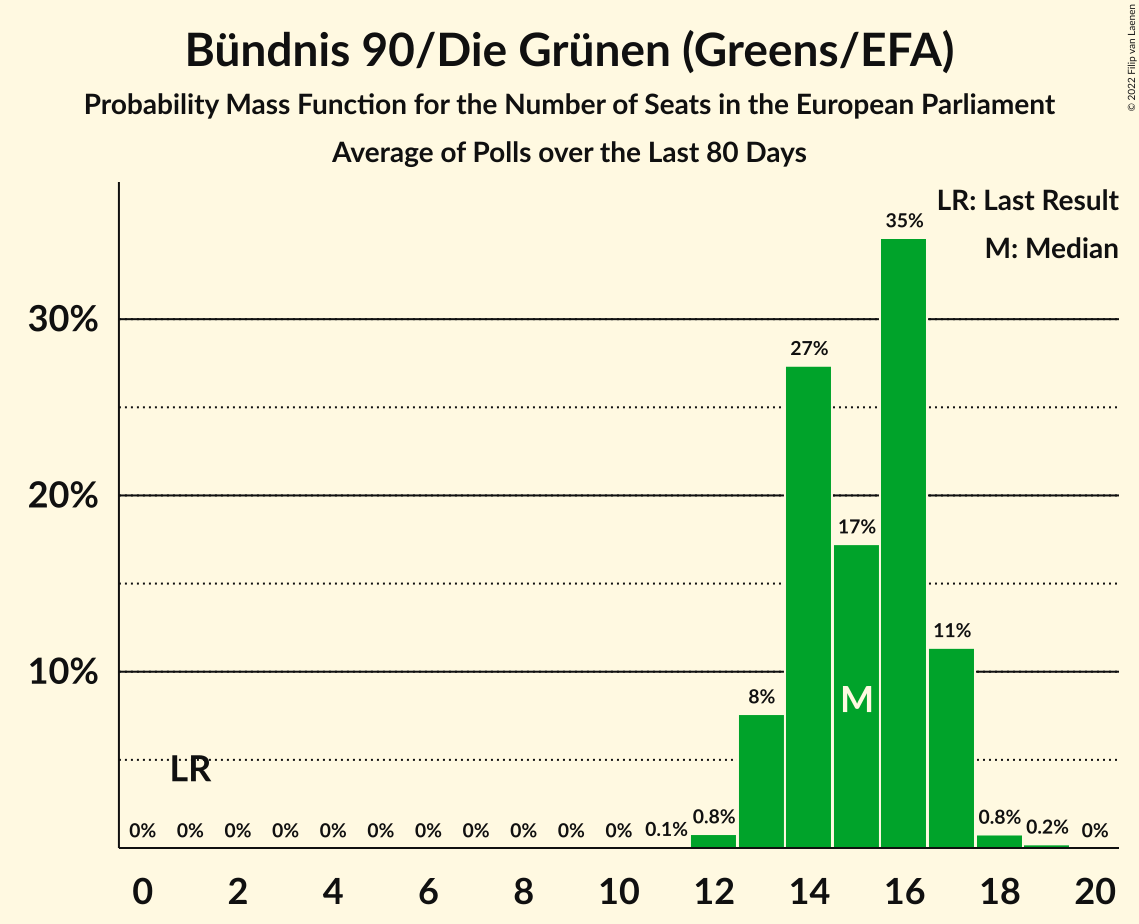 Bündnis 90/Die Grünen (Greens/EFA)
Probability Mass Function for the Number of Seats in the European Parliament
Average of Polls over the Last 80 Days
© 2022 Filip van Laenen
LR: Last Result
M: Median
30%
20%
10%
35%
27%
17%
11%
8%
M
LR
0% 0% 0% 0% 0% 0% 0% 0% 0% 0% 0% 0.1% 0.8% 0.8% 0.2% 0%
0 2 4 6 8 10 12 14 16 18 20